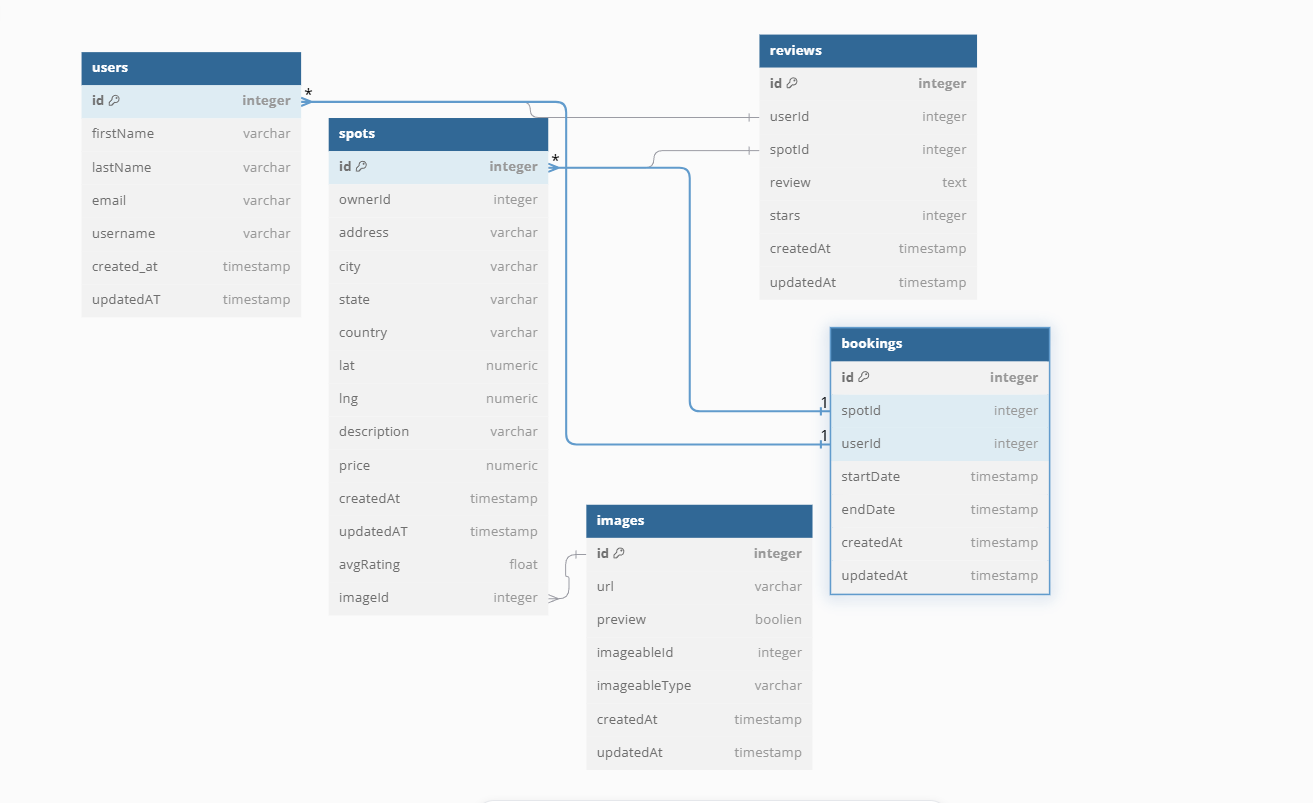 users
id integer
firstName varchar
lastName varchar
email varchar
username varchar
created_at timestamp
updatedAT timestamp
*
spots
id integer
ownerId integer
address varchar
city varchar
state varchar
country varchar
lat numeric
lng numeric
description varchar
price numeric
createdAt timestamp
updatedAT timestamp
avgRating float
imageId integer
*
reviews
id integer
userId integer
spotId integer
review text
stars integer
createdAt timestamp
updatedAt timestamp
bookings
id integer
1 spotId integer
1 userId integer
startDate timestamp
endDate timestamp
createdAt timestamp
updatedAt timestamp
images
id integer
url varchar
preview boolien
imageableId integer
imageableType varchar
createdAt timestamp
updatedAt timestamp